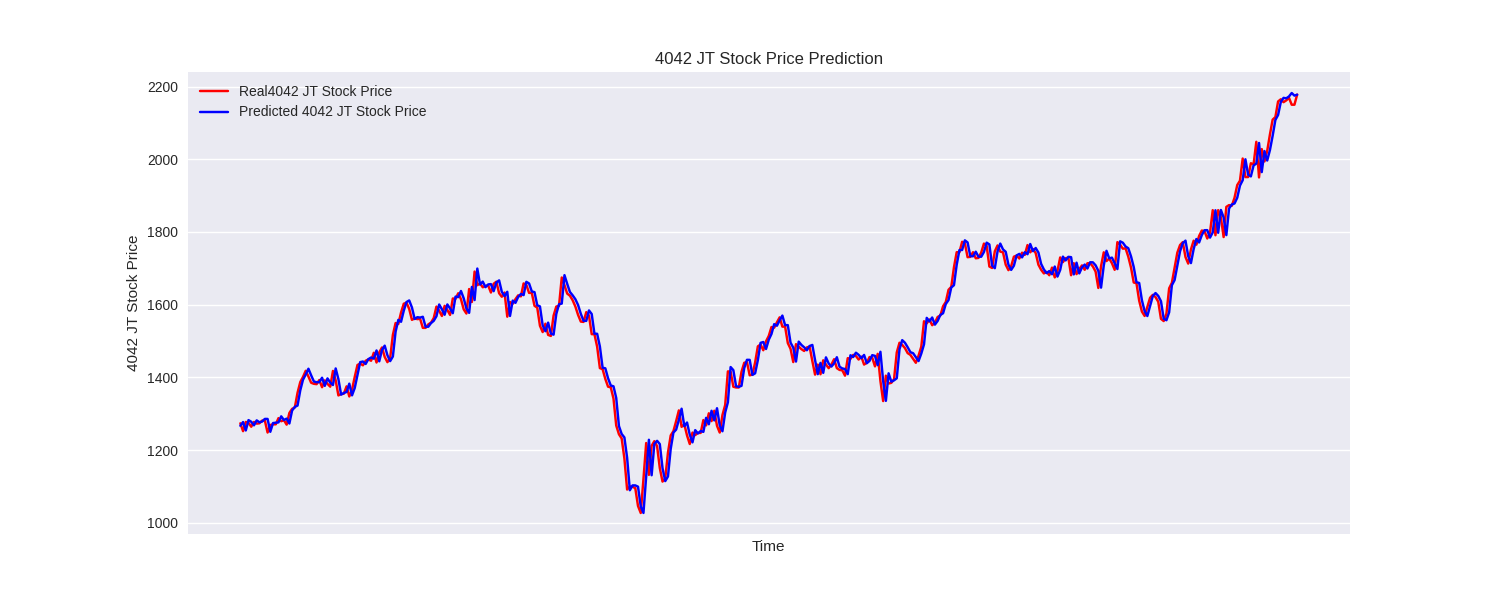 4042 JT Stock Price Prediction
Real4042 JT Stock Price
Predicted 4042 JT Stock Price
2200
2000
1800
1600
1400
1200
1000
4042 JT Stock Price
Time